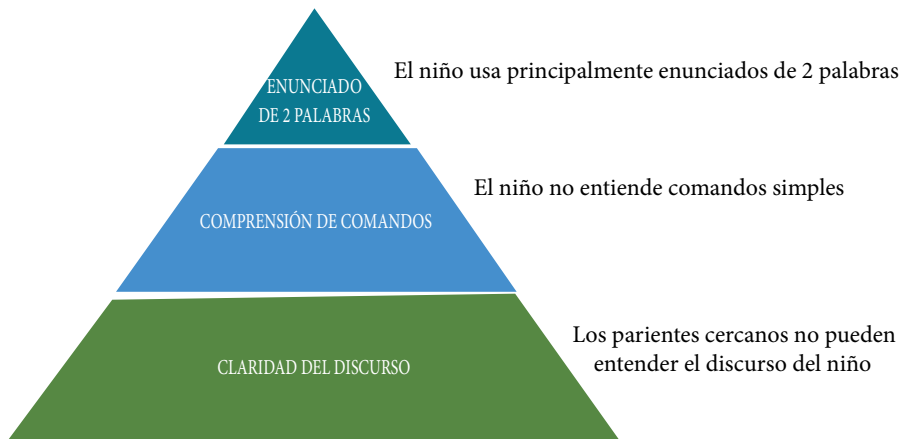 ENUNCIADO
DE 2 PALABRAS
El niño usa principalmente enunciados de 2 palabras
COMPRENSIÓN DE COMANDOS
El niño no entiende comandos simples
CLARIDAD DEL DISCURSO
Los parientes cercanos no pueden
entender el discurso del niño